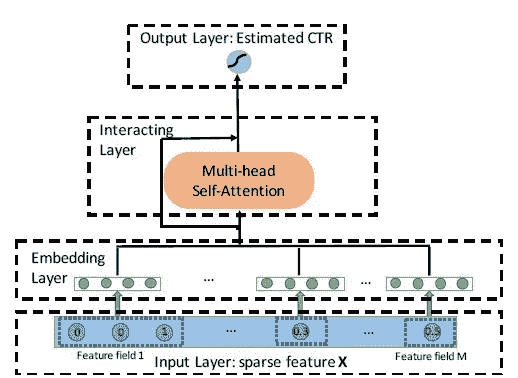 Output Layer: Estimated CTR
Interacting
Layer
Multi-head
Self-Attention
Embedding
Layer
... ...
0 0 1 ... 0.3 ... 0.5
Feature field 1 Feature field M
Input Layer: sparse feature X